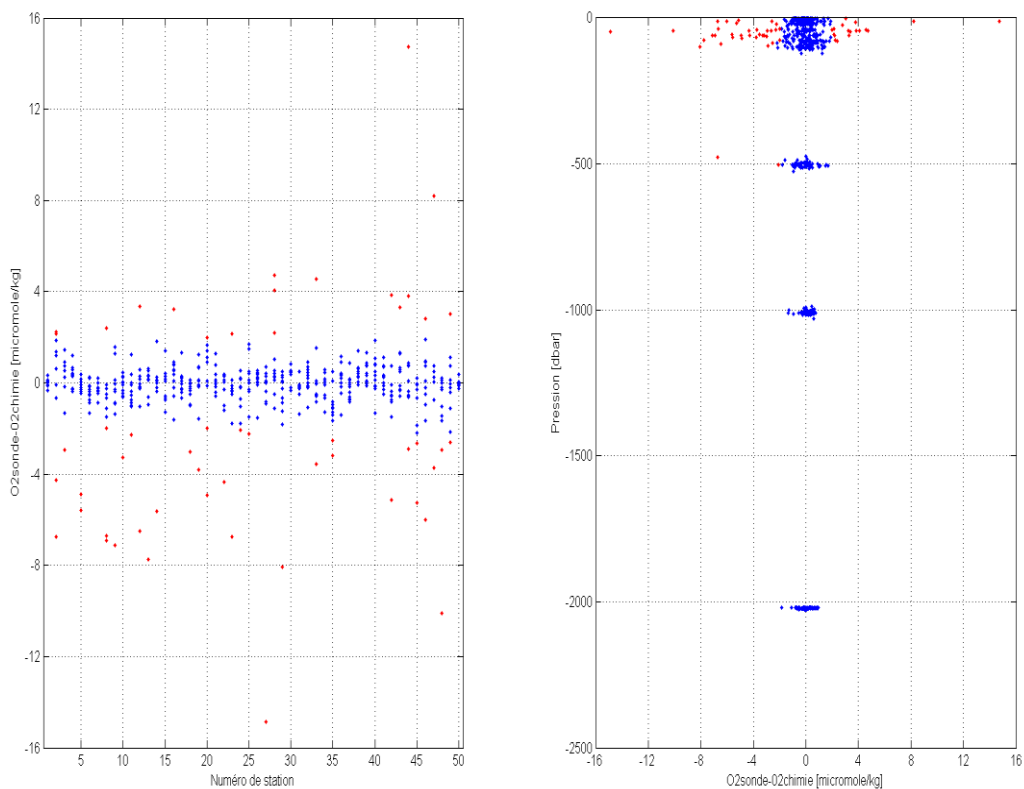 16
12
8
4
0
-4
-8
-12
-16
O2sonde-02chimie [micromole/kg]
5 10 15 20 25 30 35 40 45 50
Numéro de station
0
-500
-1000
-1500
-2000
-2500
Pression [dbar]
-16 -12 -8 -4 0 4 8 12 16
O2sonde-02chimie [micromole/kg]